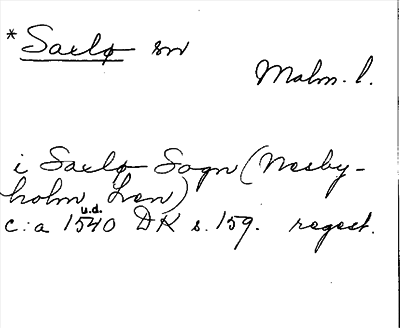 *Saelø sn
Malm. l.
i Saelø Sogn (Nesby-
holm Len)
u.d.
c:a 1540 DK s. 159. regest.